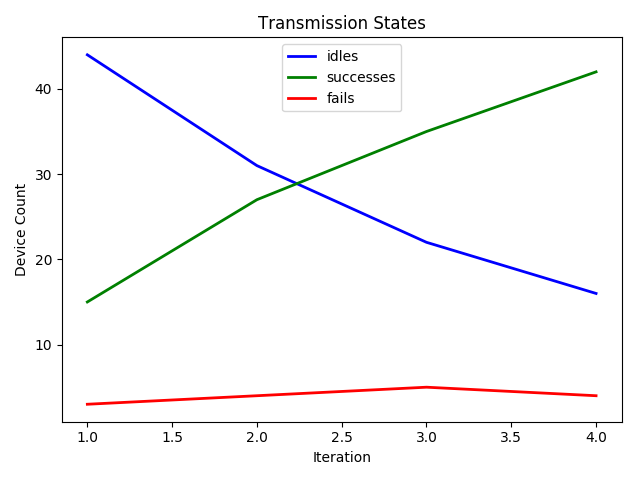 Transmission States
idles
successes
fails
Device Count
40
30
20
10
1.0 1.5 2.0 2.5 3.0 3.5 4.0
Iteration